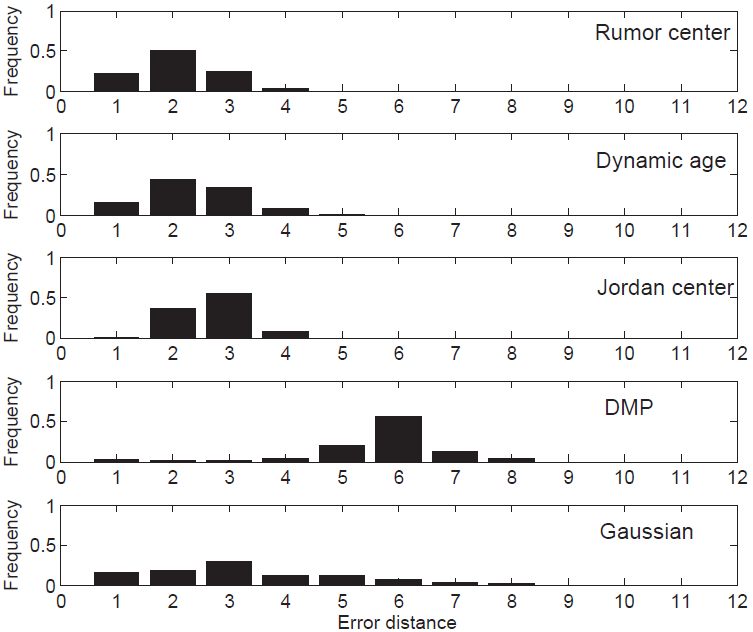 Frequency
1
0.5
0
Rumor center
0 1 2 3 4 5 6 7 8 9 10 11 12
Frequency
1
0.5
0
Dynamic age
0 1 2 3 4 5 6 7 8 9 10 11 12
Frequency
1
0.5
0
Jordan center
0 1 2 3 4 5 6 7 8 9 10 11 12
Frequency
1
0.5
0
DMP
0 1 2 3 4 5 6 7 8 9 10 11 12
Frequency
1
0.5
0
Gaussian
0 1 2 3 4 5 6 7 8 9 10 11 12
Error distance